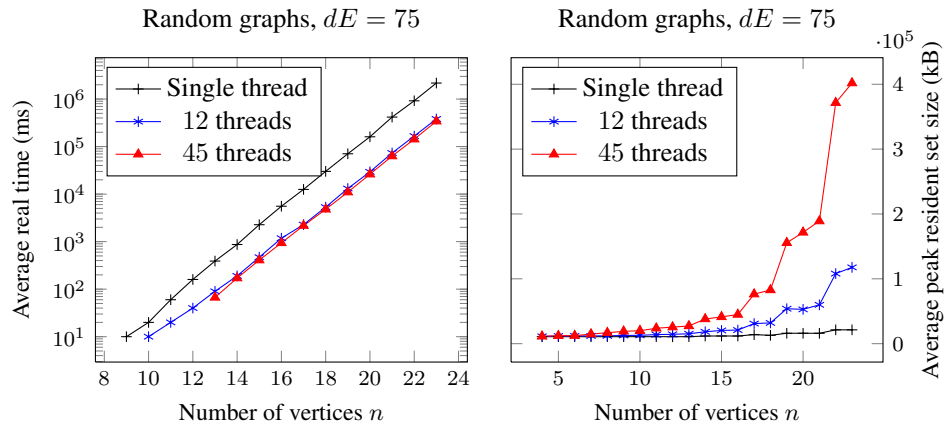 Random graphs, dE = 75
Average real time (ms)
10^6
10^5
10^4
10^3
10^2
10^1
Single thread
12 threads
45 threads
8 10 12 14 16 18 20 22 24
Number of vertices n
Random graphs, dE = 75
·10^5
Single thread
12 threads
45 threads
4
2
0
5 10 15 20
Number of vertices n
Average peak resident set size (kB)